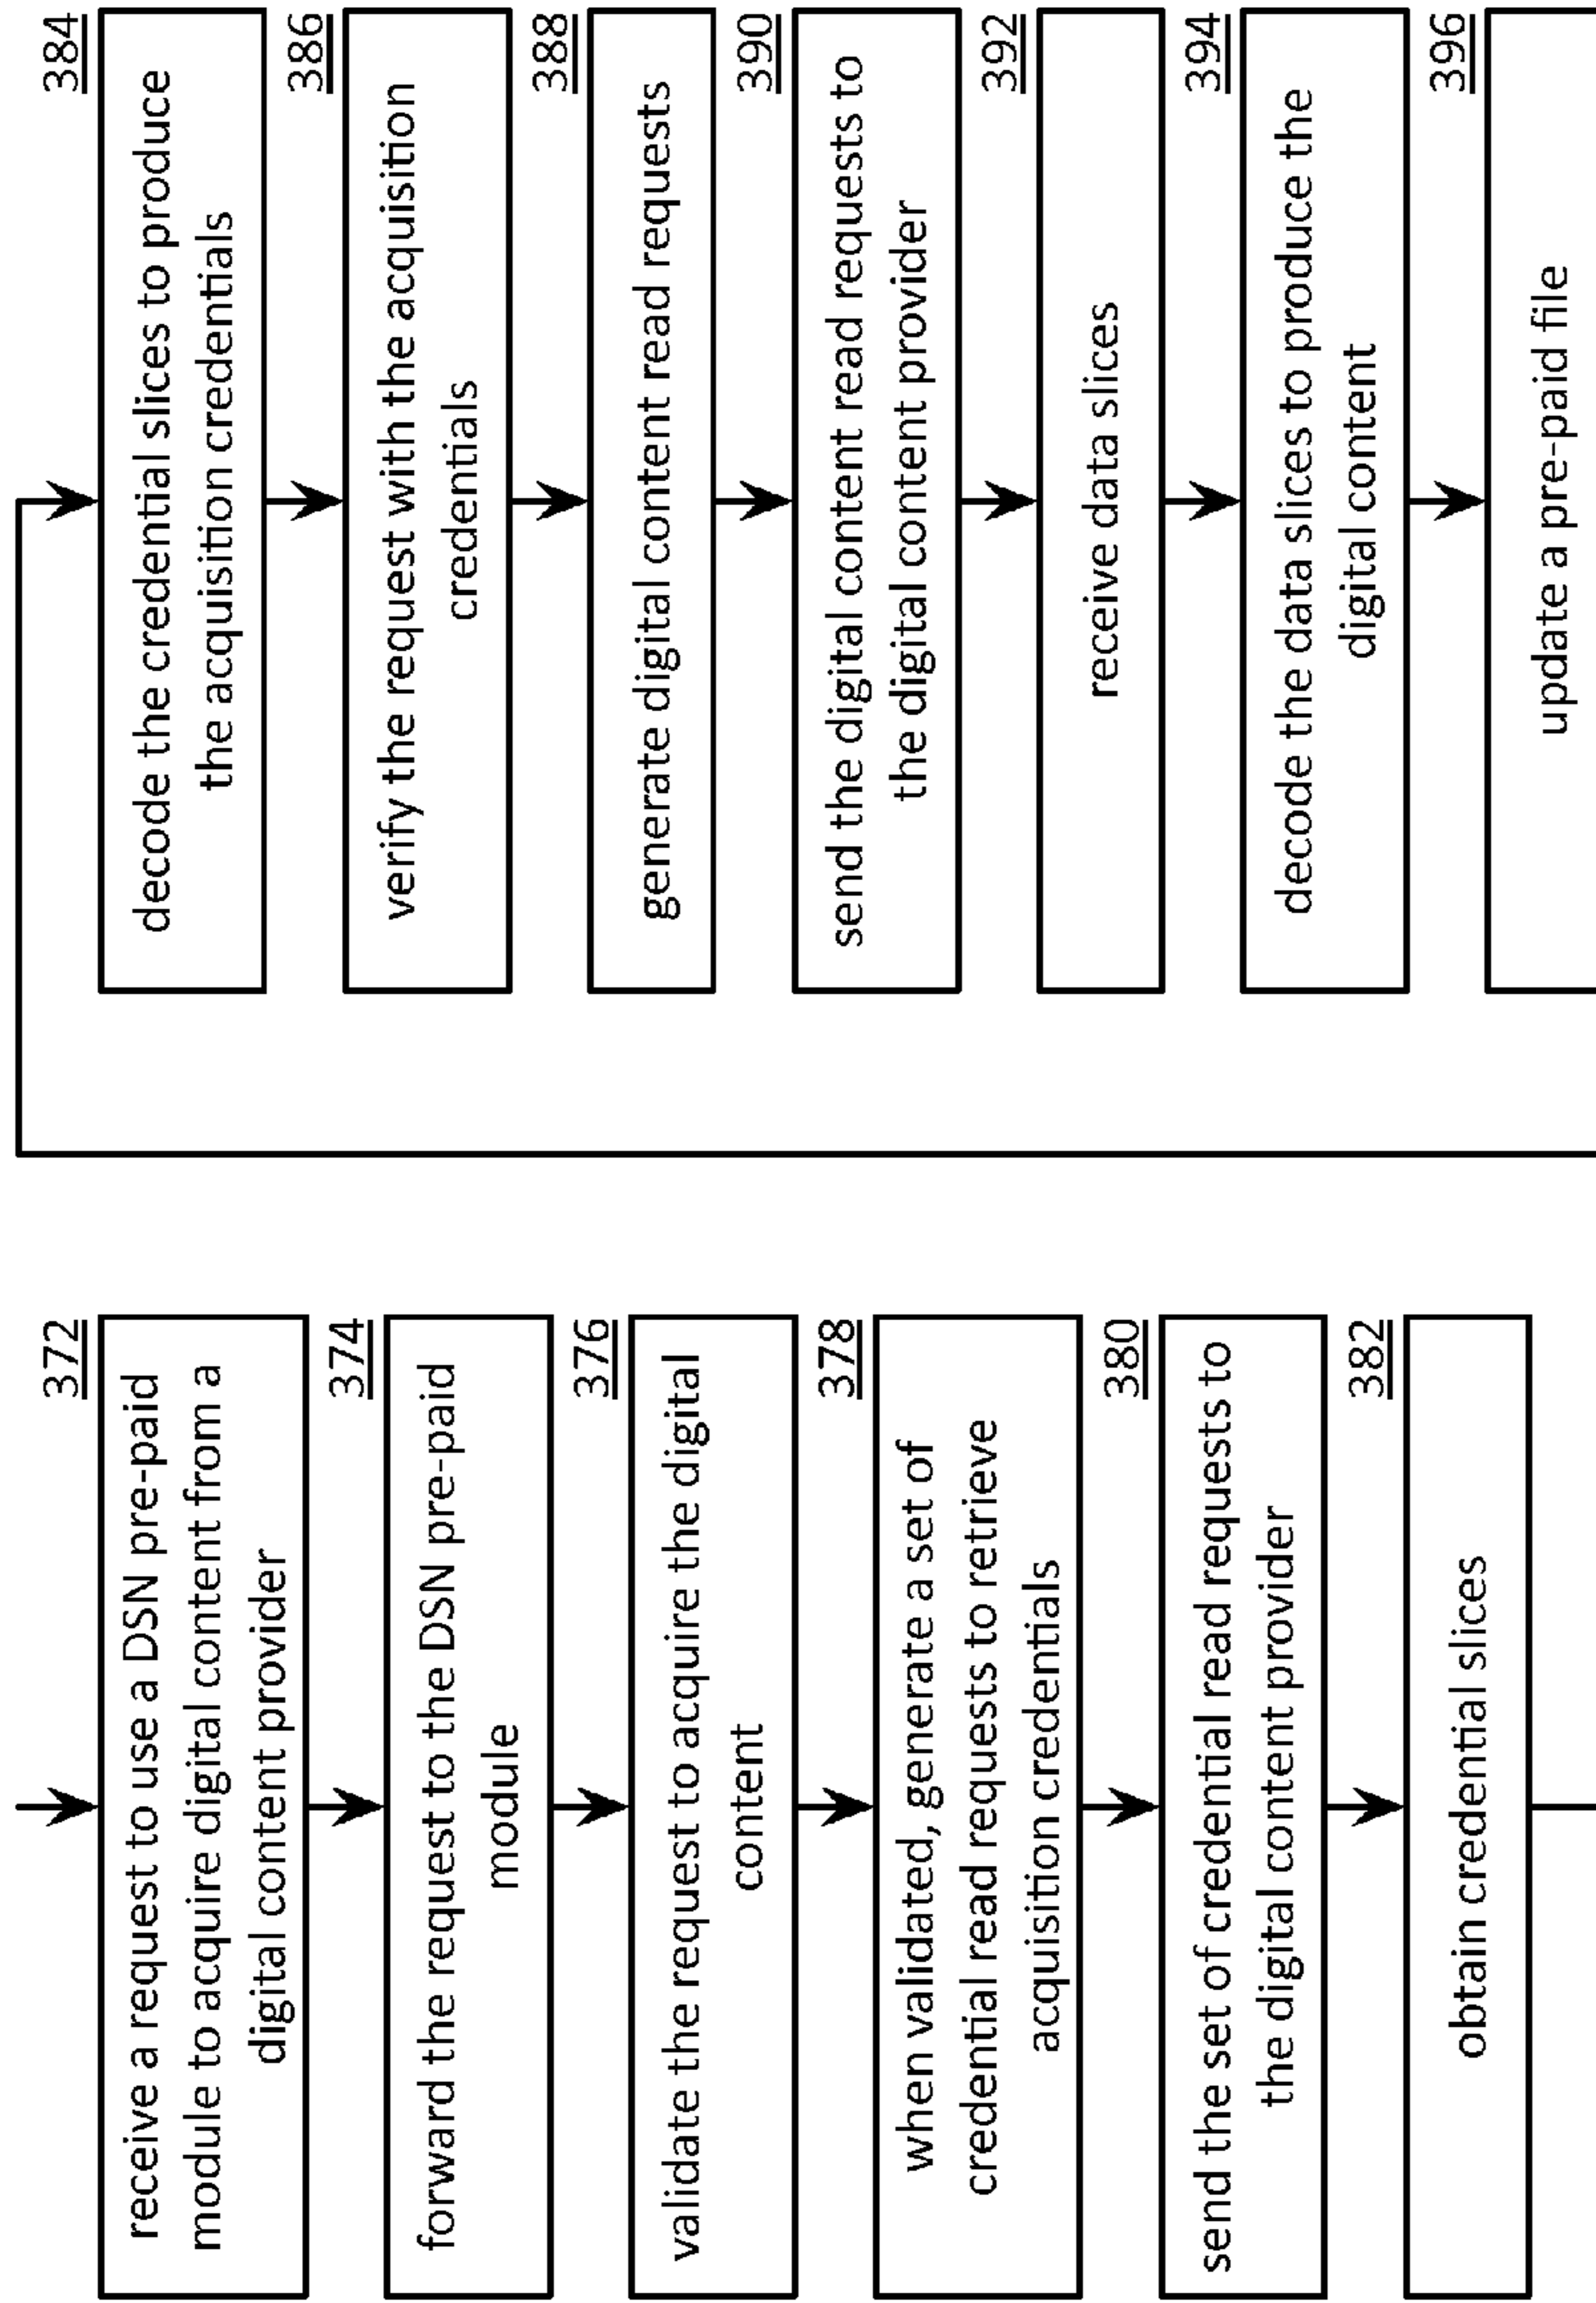 372
receive a request to use a DSN pre-paid
module to acquire digital content from a
digital content provider
374
forward the request to the DSN pre-paid
module
376
validate the request to acquire the digital
content
378
when validated, generate a set of
credential read requests to retrieve
acquisition credentials
380
send the set of credential read requests to
the digital content provider
382
obtain credential slices
384
decode the credential slices to produce
the acquisition credentials
386
verify the request with the acquisition
credentials
388
generate digital content read requests
390
send the digital content read requests to
the digital content provider
392
receive data slices
394
decode the data slices to produce the
digital content
396
update a pre-paid file